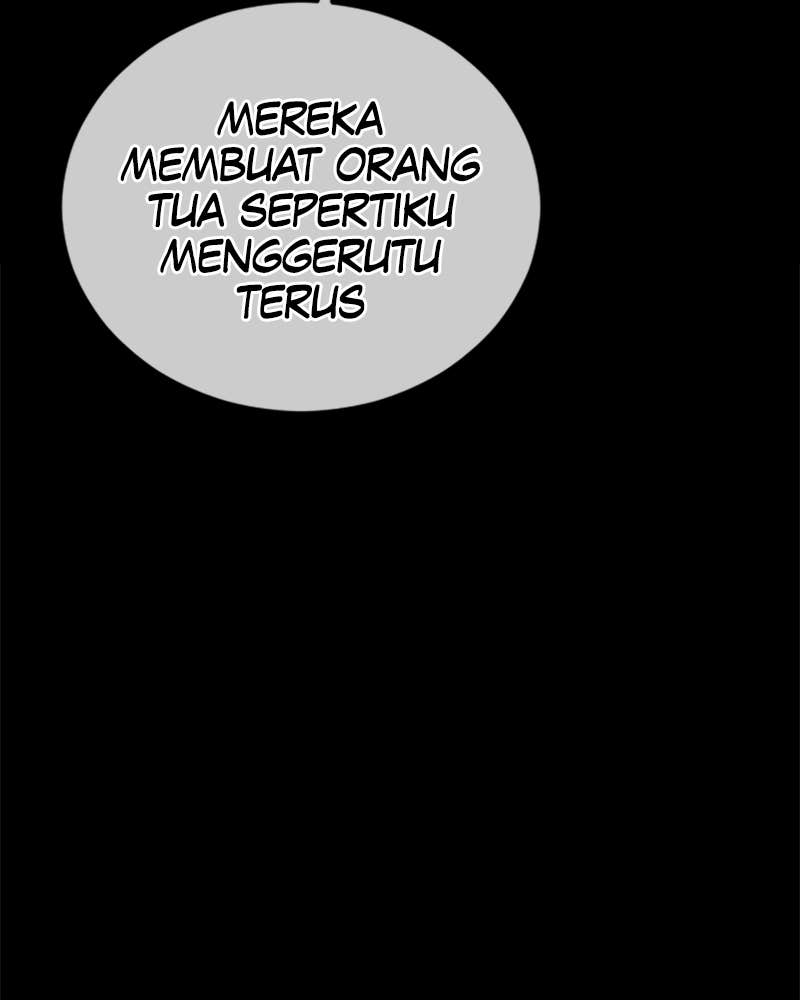 MEREKA
MEMBUAT ORANG
TUA SEPERTIKU
MENGGERUTU
TERUS